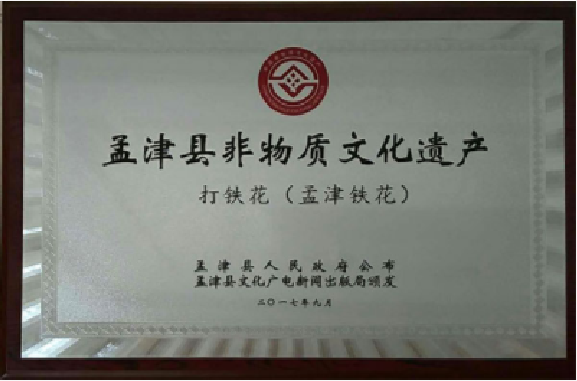 孟津县非物质文化遗产
打铁花（孟津铁花）
孟津县人民政府公布
孟津县文化广电新闻出版局颁发
二〇一七年九月